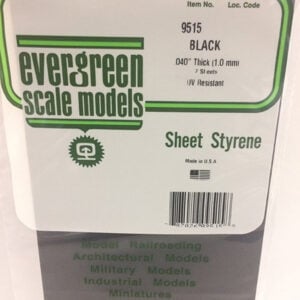 Item No. Loc. Code
9515
BLACK
.040" Thick (1.0 mm)
Sheets
UV Resistant
evergreen
scale models
Sheet Styrene
Made in U.S.A
Model Railroading
Architectural Models
Military Models
Industrial Models
Miniatures